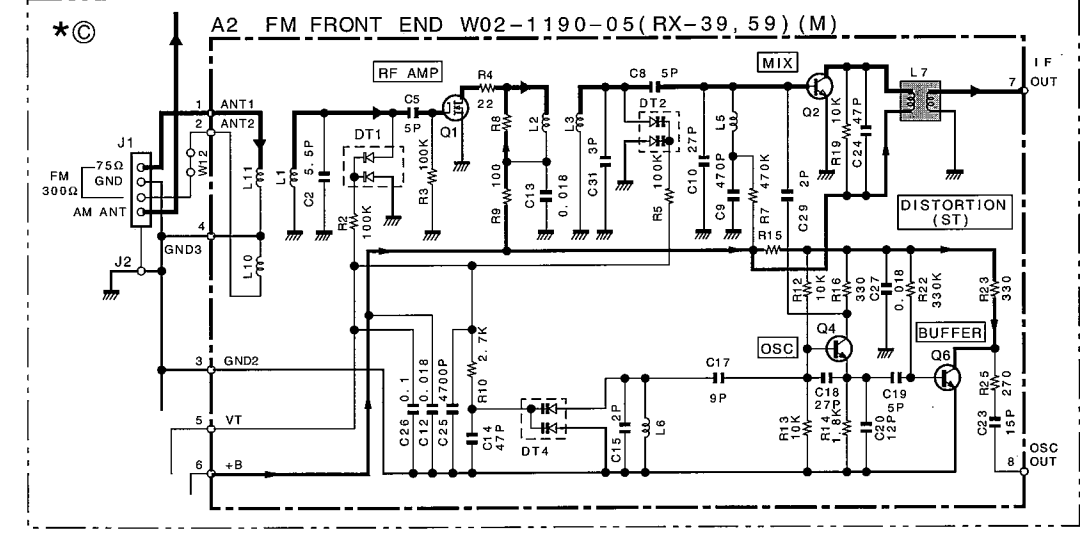 *©
A2 FM FRONT END W02-1190-05(RX-39, 59)(M)
RF AMP
MIX
L7
7
IF
OUT
1 ANT1
2 ANT2
J1
75Ω
FM
300Ω
GND
AM ANT
W12
4
GND3
J2
L11
L10
L1
C2 5.5P
DT1
R2
100K
C5
5P
R3
100K
Q1
R4
22
R8
100
R9
L2
C13
0.018
L3
C31 3P
C8 5P
DT2
100K
R5
C10
27P
L5
C9 470P
R7
470K
C29
2P
Q2
R19 10K
C24 47P
DISTORTION
(ST)
R15
R12
10K
R16
330
C27
0.018
R22
330K
R23
330
OSC
Q4
BUFFER
Q6
3 GND2
5 VT
6 +B
C26 0.1
C12 0.018
C25 4700P
2.7K
R10
C14
47P
DT4
C15 2P
L6
C17
9P
R13
10K
C18
27P
R14
1.8K
C20
12P
C19
5P
R25
270
C23
15P
OSC
OUT
8